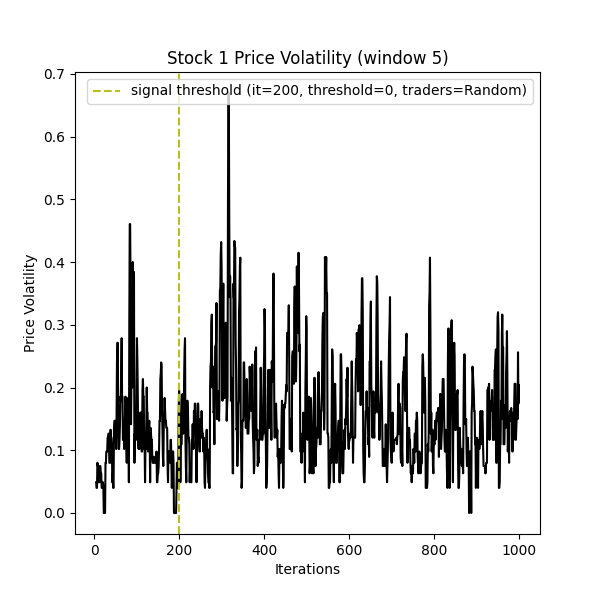 Stock 1 Price Volatility (window 5)
signal threshold (it=200, threshold=0, traders=Random)
0.7
0.6
0.5
0.4
0.3
0.2
0.1
0.0
Price Volatility
0 200 400 600 800 1000
Iterations